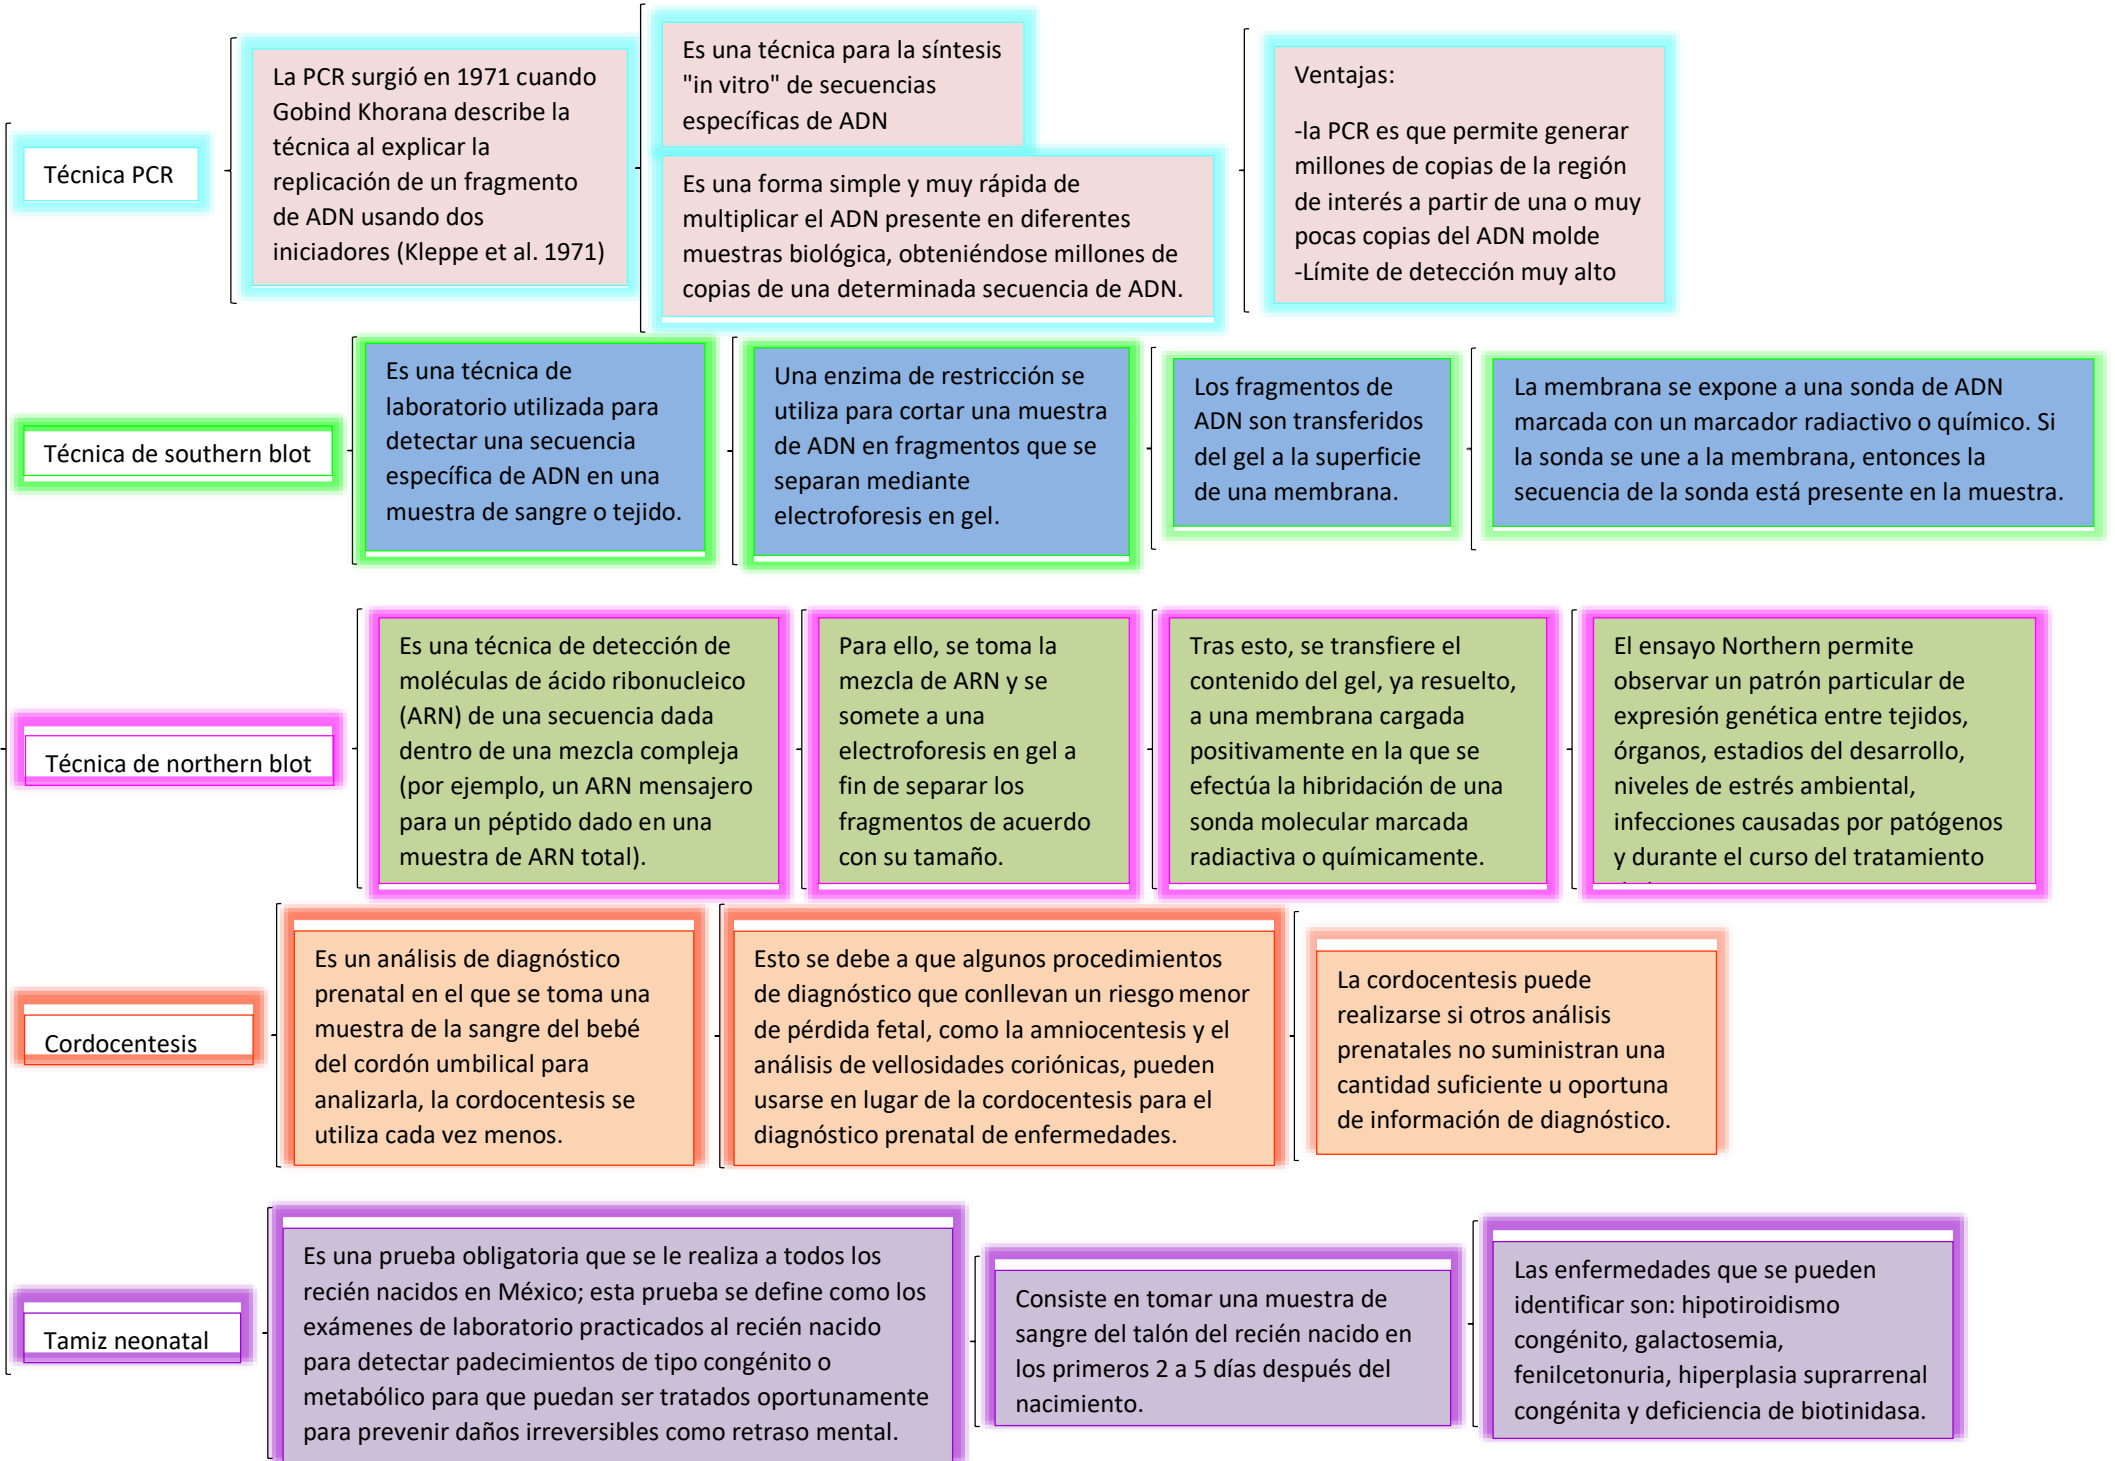 Técnica PCR
La PCR surgió en 1971 cuando
Gobind Khorana describe la
técnica al explicar la
replicación de un fragmento
de ADN usando dos
iniciadores (Kleppe et al. 1971)
Es una técnica para la síntesis
"in vitro" de secuencias
específicas de ADN
Es una forma simple y muy rápida de
multiplicar el ADN presente en diferentes
muestras biológica, obteniéndose millones de
copias de una determinada secuencia de ADN.
Ventajas:
-la PCR es que permite generar
millones de copias de la región
de interés a partir de una o muy
pocas copias del ADN molde
-Límite de detección muy alto
Técnica de southern blot
Es una técnica de
laboratorio utilizada para
detectar una secuencia
específica de ADN en una
muestra de sangre o tejido.
Una enzima de restricción se
utiliza para cortar una muestra
de ADN en fragmentos que se
separan mediante
electroforesis en gel.
Los fragmentos de
ADN son transferidos
del gel a la superficie
de una membrana.
La membrana se expone a una sonda de ADN
marcada con un marcador radiactivo o químico. Si
la sonda se une a la membrana, entonces la
secuencia de la sonda está presente en la muestra.
Técnica de northern blot
Es una técnica de detección de
moléculas de ácido ribonucleico
(ARN) de una secuencia dada
dentro de una mezcla compleja
(por ejemplo, un ARN mensajero
para un péptido dado en una
muestra de ARN total).
Para ello, se toma la
mezcla de ARN y se
somete a una
electroforesis en gel a
fin de separar los
fragmentos de acuerdo
con su tamaño.
Tras esto, se transfiere el
contenido del gel, ya resuelto,
a una membrana cargada
positivamente en la que se
efectúa la hibridación de una
sonda molecular marcada
radiactiva o químicamente.
El ensayo Northern permite
observar un patrón particular de
expresión genética entre tejidos,
órganos, estadios del desarrollo,
niveles de estrés ambiental,
infecciones causadas por patógenos
y durante el curso del tratamiento
Cordocentesis
Es un análisis de diagnóstico
prenatal en el que se toma una
muestra de la sangre del bebé
del cordón umbilical para
analizarla, la cordocentesis se
utiliza cada vez menos.
Esto se debe a que algunos procedimientos
de diagnóstico que conllevan un riesgo menor
de pérdida fetal, como la amniocentesis y el
análisis de vellosidades coriónicas, pueden
usarse en lugar de la cordocentesis para el
diagnóstico prenatal de enfermedades.
La cordocentesis puede
realizarse si otros análisis
prenatales no suministran una
cantidad suficiente u oportuna
de información de diagnóstico.
Tamiz neonatal
Es una prueba obligatoria que se le realiza a todos los
recién nacidos en México; esta prueba se define como los
exámenes de laboratorio practicados al recién nacido
para detectar padecimientos de tipo congénito o
metabólico para que puedan ser tratados oportunamente
para prevenir daños irreversibles como retraso mental.
Consiste en tomar una muestra de
sangre del talón del recién nacido en
los primeros 2 a 5 días después del
nacimiento.
Las enfermedades que se pueden
identificar son: hipotiroidismo
congénito, galactosemia,
fenilcetonuria, hiperplasia suprarrenal
congénita y deficiencia de biotinidasa.